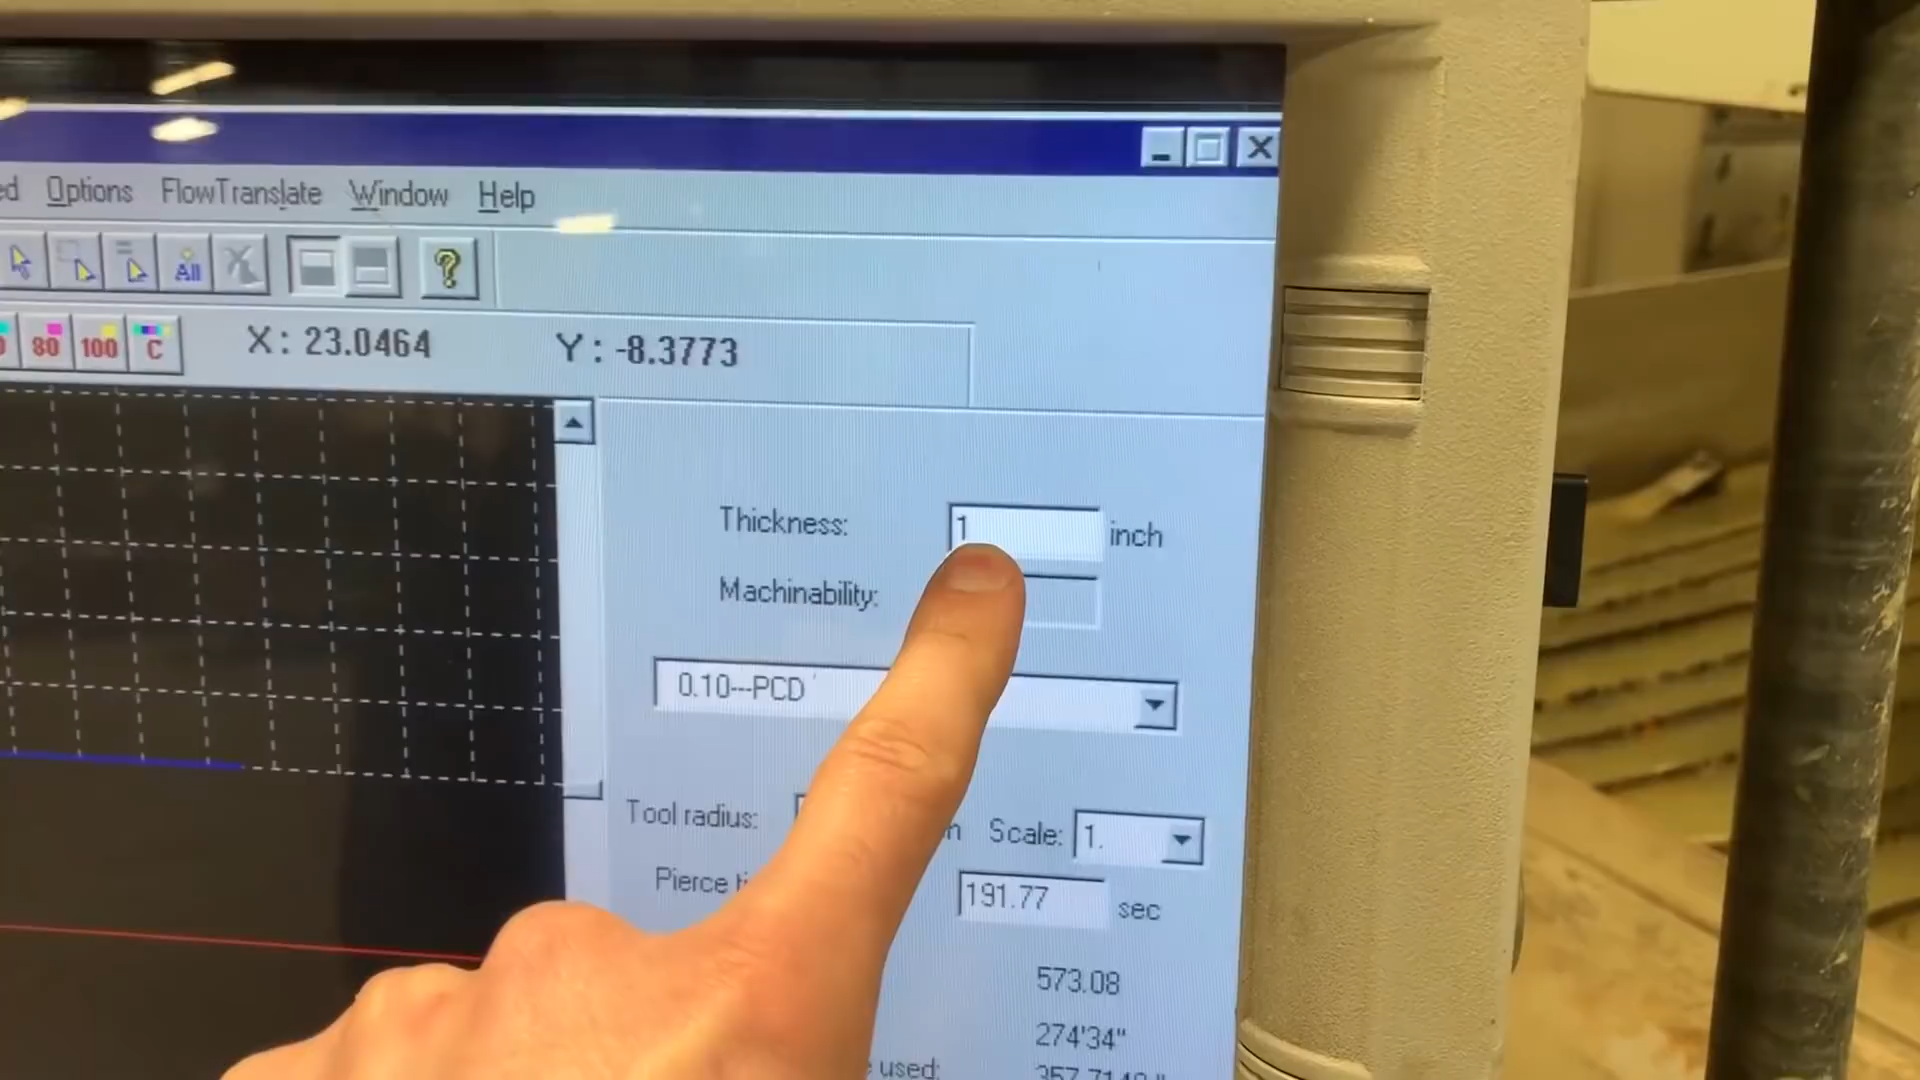 Options FlowTranslate Window Help
All ?
80 100 C X: 23.0464 Y: -8.3773
Thickness: 1 inch
Machinability:
0.10---PCD
Tool radius: Scale: 1.
Pierce 191.77 sec
573.08
274'34"
used: